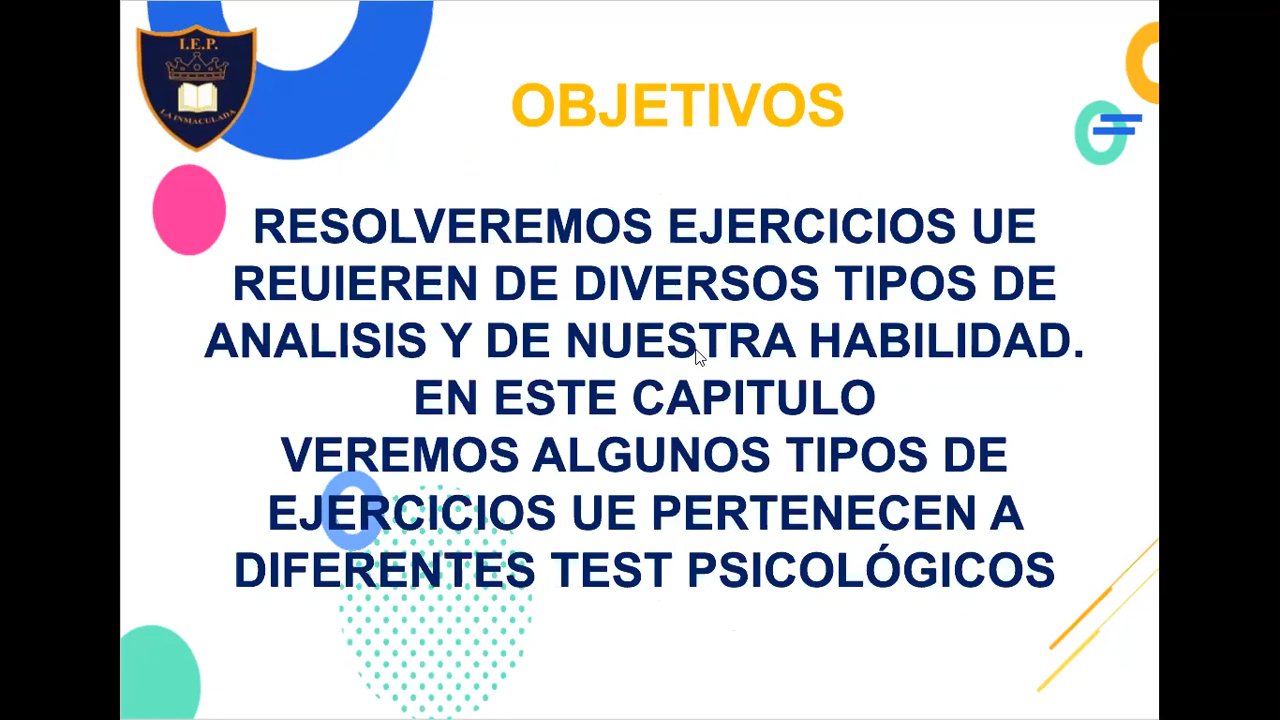 I.E.P.
LA INMACULADA
OBJETIVOS
RESOLVEREMOS EJERCICIOS UE
REUIEREN DE DIVERSOS TIPOS DE
ANALISIS Y DE NUESTRA HABILIDAD.
EN ESTE CAPITULO
VEREMOS ALGUNOS TIPOS DE
EJERCICIOS UE PERTENECEN A
DIFERENTES TEST PSICOLÓGICOS